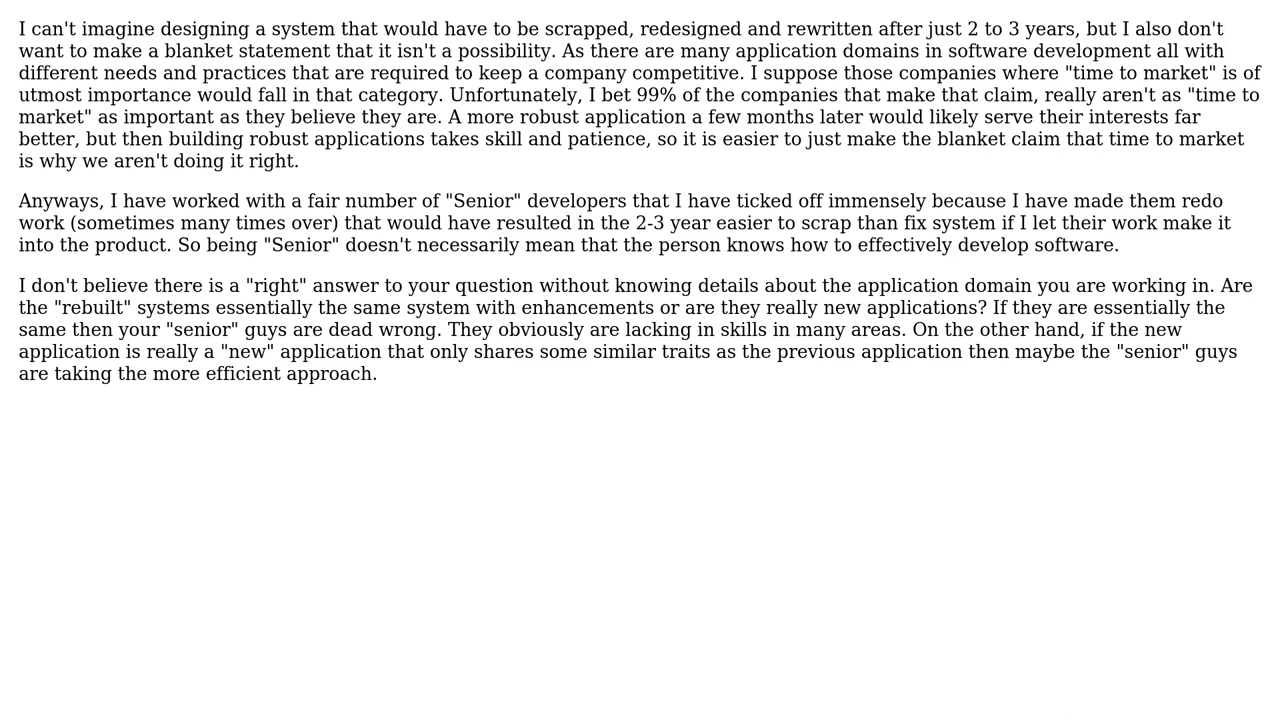 I can't imagine designing a system that would have to be scrapped, redesigned and rewritten after just 2 to 3 years, but I also don't
want to make a blanket statement that it isn't a possibility. As there are many application domains in software development all with
different needs and practices that are required to keep a company competitive. I suppose those companies where "time to market" is of
utmost importance would fall in that category. Unfortunately, I bet 99% of the companies that make that claim, really aren't as "time to
market" as important as they believe they are. A more robust application a few months later would likely serve their interests far
better, but then building robust applications takes skill and patience, so it is easier to just make the blanket claim that time to market
is why we aren't doing it right.
Anyways, I have worked with a fair number of "Senior" developers that I have ticked off immensely because I have made them redo
work (sometimes many times over) that would have resulted in the 2-3 year easier to scrap than fix system if I let their work make it
into the product. So being "Senior" doesn't necessarily mean that the person knows how to effectively develop software.
I don't believe there is a "right" answer to your question without knowing details about the application domain you are working in. Are
the "rebuilt" systems essentially the same system with enhancements or are they really new applications? If they are essentially the
same then your "senior" guys are dead wrong. They obviously are lacking in skills in many areas. On the other hand, if the new
application is really a "new" application that only shares some similar traits as the previous application then maybe the "senior" guys
are taking the more efficient approach.